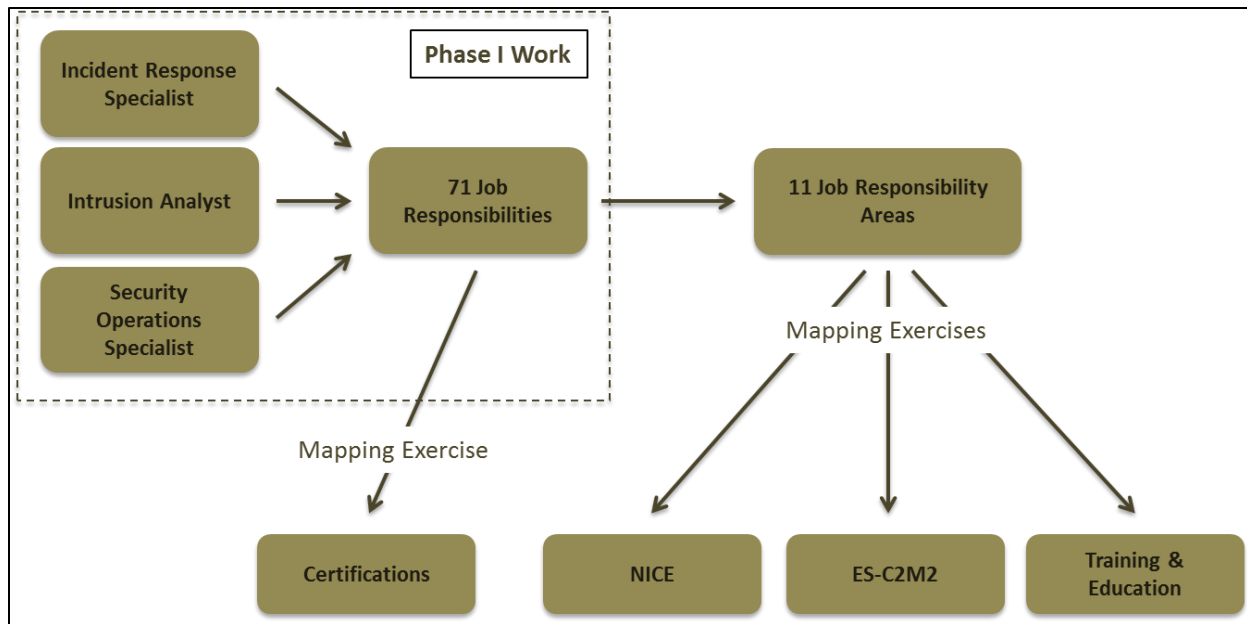 Phase I Work
Incident Response
Specialist
Intrusion Analyst
Security
Operations
Specialist
71 Job
Responsibilities
11 Job Responsibility
Areas
Mapping Exercise
Mapping Exercises
Certifications
NICE
ES-C2M2
Training &
Education